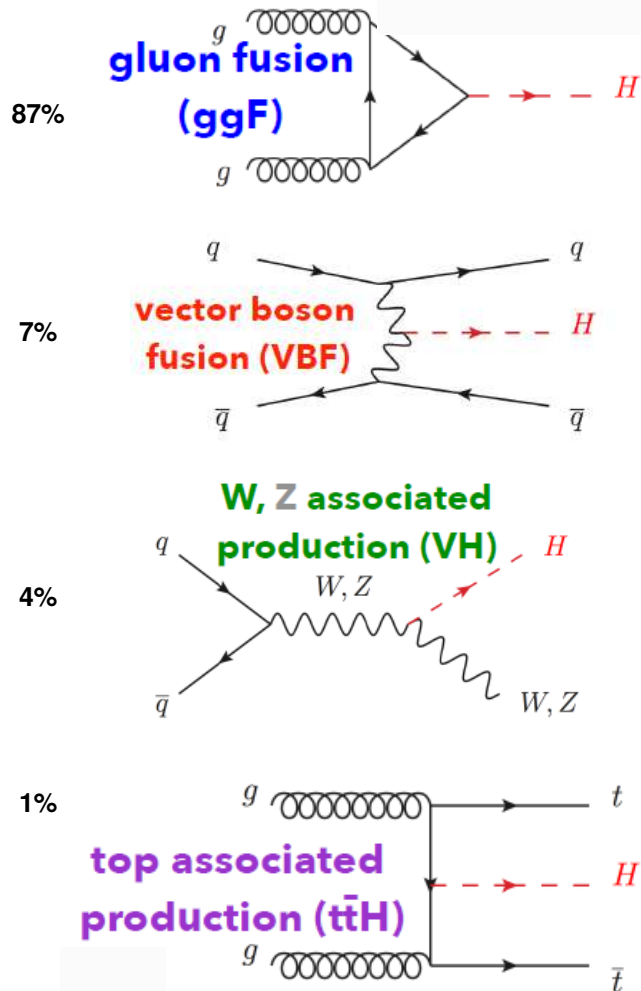 g
gluon fusion
(ggF)
87%
H
g
q
q
vector boson
fusion (VBF)
7%
H
q̅
q̅
W, Z associated
production (VH)
q
H
W, Z
4%
q̅
W, Z
1%
g
t
top associated
production (tt̄H)
H
g
t̅